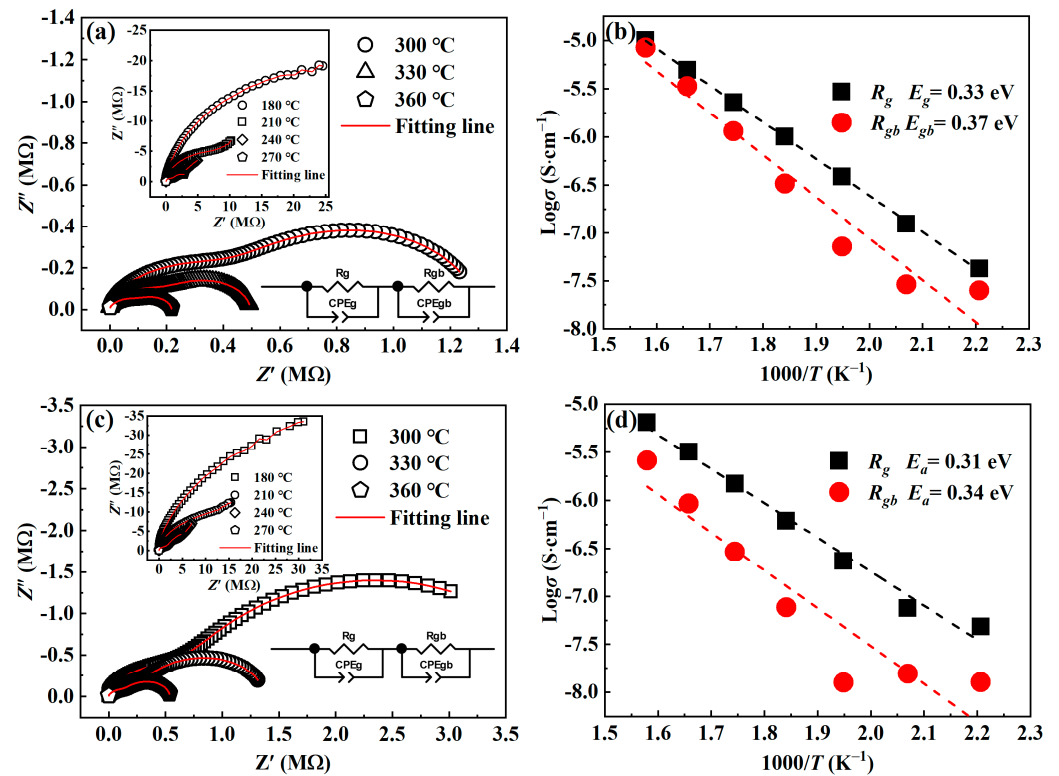 (a)
-1.4
-1.2
-1.0
-0.8
-0.6
-0.4
-0.2
0.0
Z″ (MΩ)
0.0 0.2 0.4 0.6 0.8 1.0 1.2 1.4
Z′ (MΩ)
300 ℃
330 ℃
360 ℃
Fitting line
-25
-20
-15
-10
-5
0
Z″ (MΩ)
0 5 10 15 20 25
Z′ (MΩ)
180 ℃
210 ℃
240 ℃
270 ℃
Fitting line
Rg Rgb
CPEg CPEgb
(b)
-5.0
-5.5
-6.0
-6.5
-7.0
-7.5
-8.0
Logσ (S·cm⁻¹)
1.5 1.6 1.7 1.8 1.9 2.0 2.1 2.2 2.3
1000/T (K⁻¹)
Rg Eg= 0.33 eV
Rgb Egb= 0.37 eV
(c)
-3.5
-3.0
-2.5
-2.0
-1.5
-1.0
-0.5
0.0
Z″ (MΩ)
0.0 0.5 1.0 1.5 2.0 2.5 3.0 3.5
Z′ (MΩ)
300 ℃
330 ℃
360 ℃
Fitting line
-35
-30
-25
-20
-15
-10
-5
0
Z″ (MΩ)
0 5 10 15 20 25 30 35
Z′ (MΩ)
180 ℃
210 ℃
240 ℃
270 ℃
Fitting line
Rg Rgb
CPEg CPEgb
(d)
-5.0
-5.5
-6.0
-6.5
-7.0
-7.5
-8.0
Logσ (S·cm⁻¹)
1.5 1.6 1.7 1.8 1.9 2.0 2.1 2.2 2.3
1000/T (K⁻¹)
Rg Ea= 0.31 eV
Rgb Ea= 0.34 eV